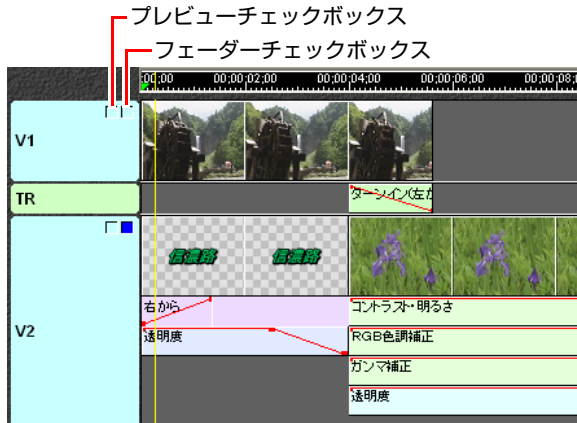 プレビューチェックボックス
フェーダーチェックボックス
:00;00 00;00;02;00 00;00;04;00 00;00;06;00 00;00;08;
V1
TR
ターンイン(左か
信濃路 信濃路
V2
右から
コントラスト・明るさ
透明度
RGB色調補正
ガンマ補正
透明度